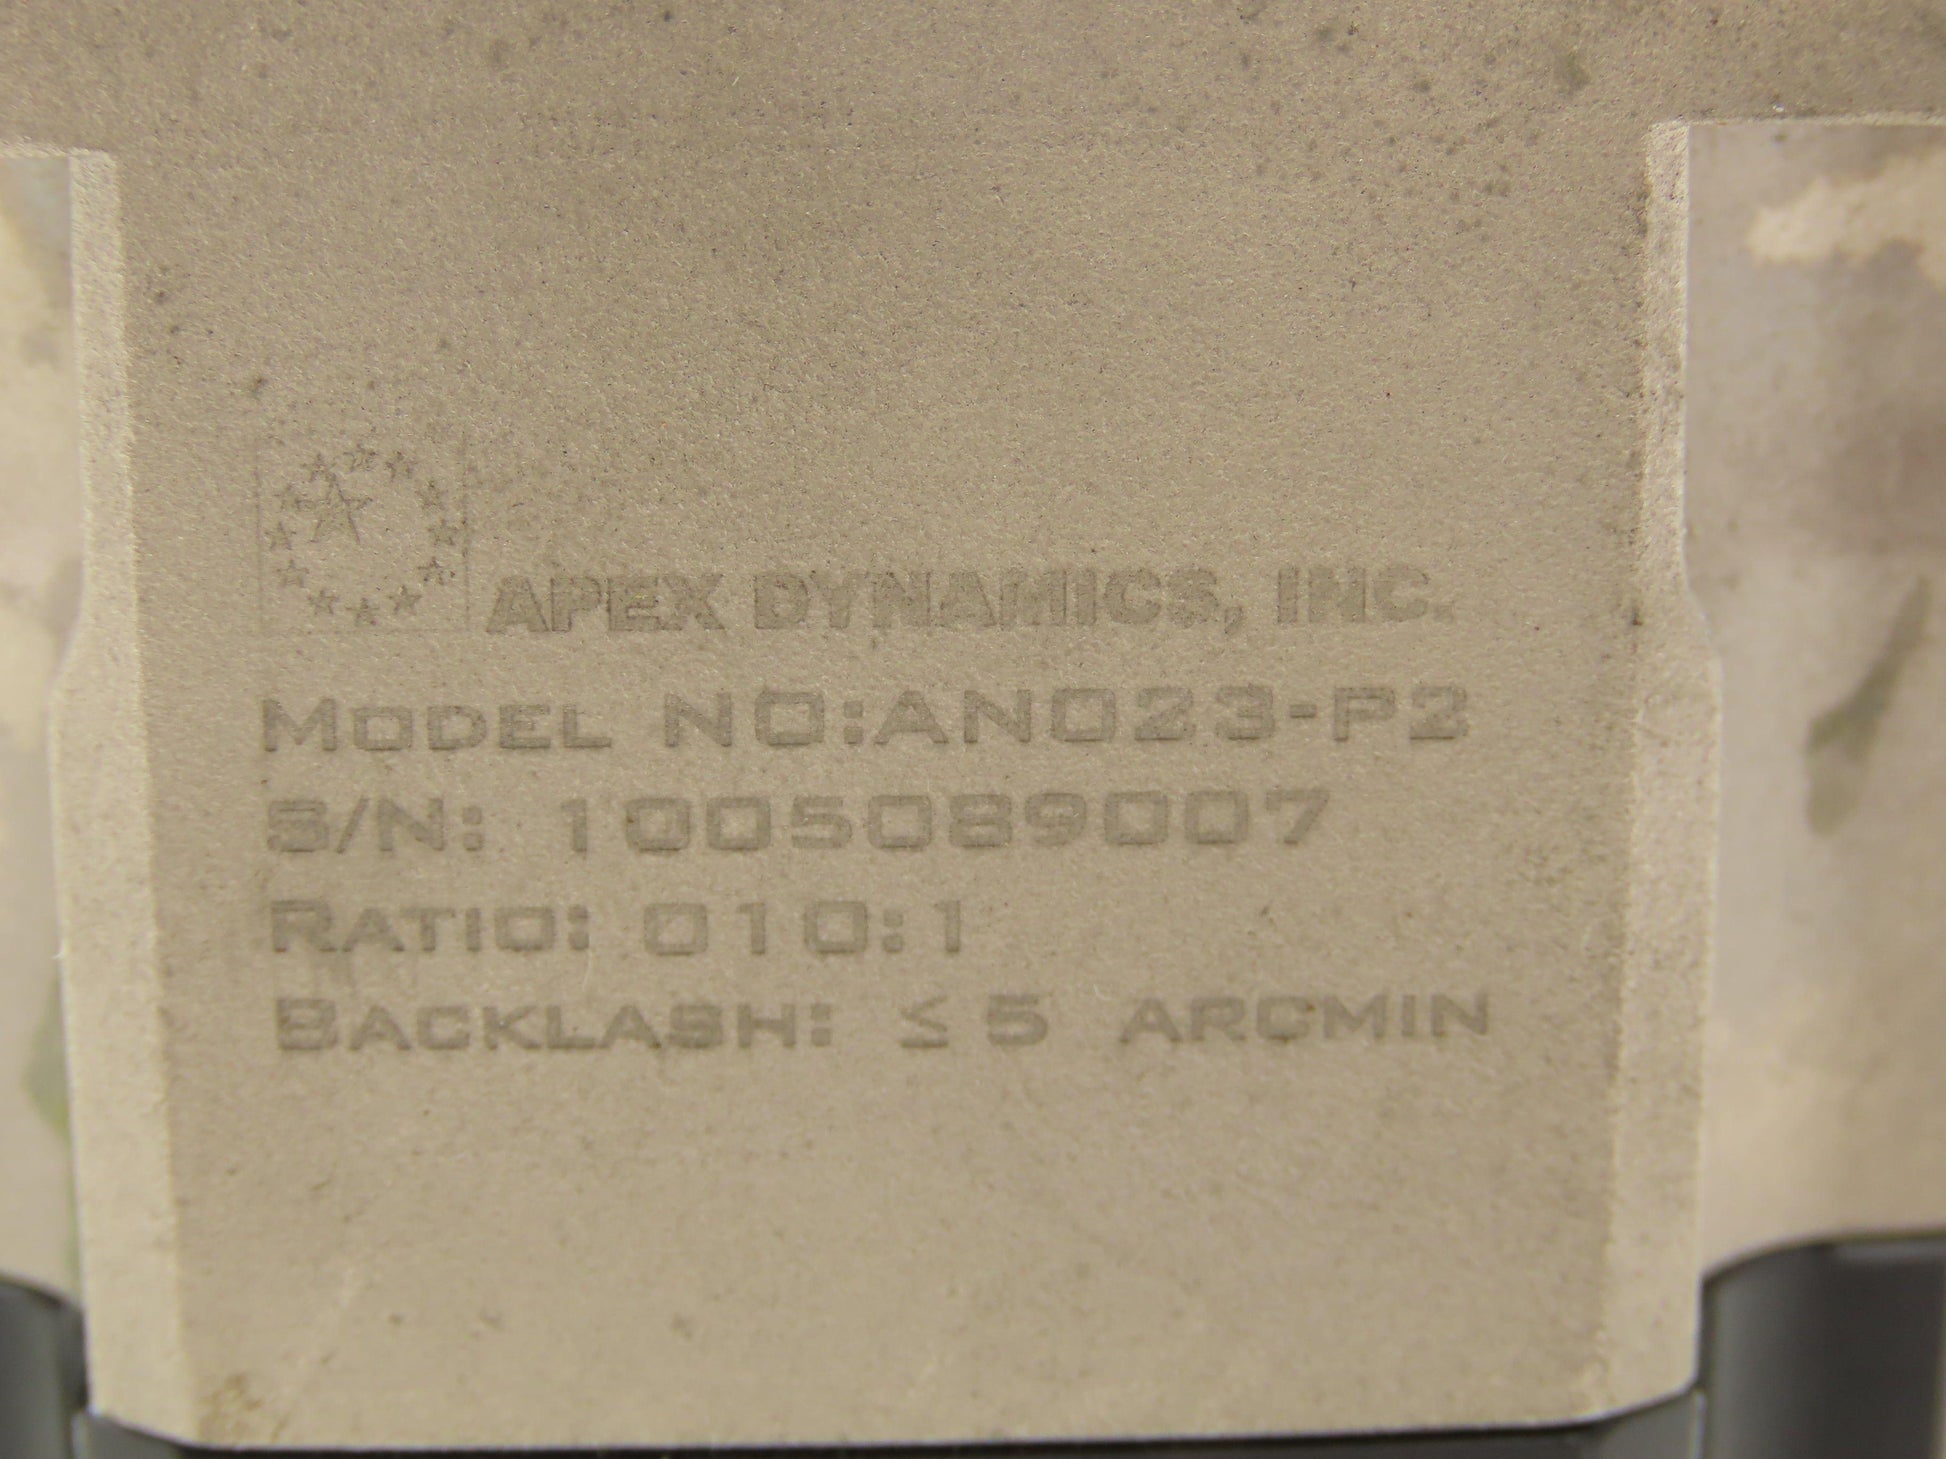 APEX DYNAMICS, INC.
MODEL NO:AN023-P2
S/N: 1005089007
RATIO: 010:1
BACKLASH: ≤ 5 ARCMIN